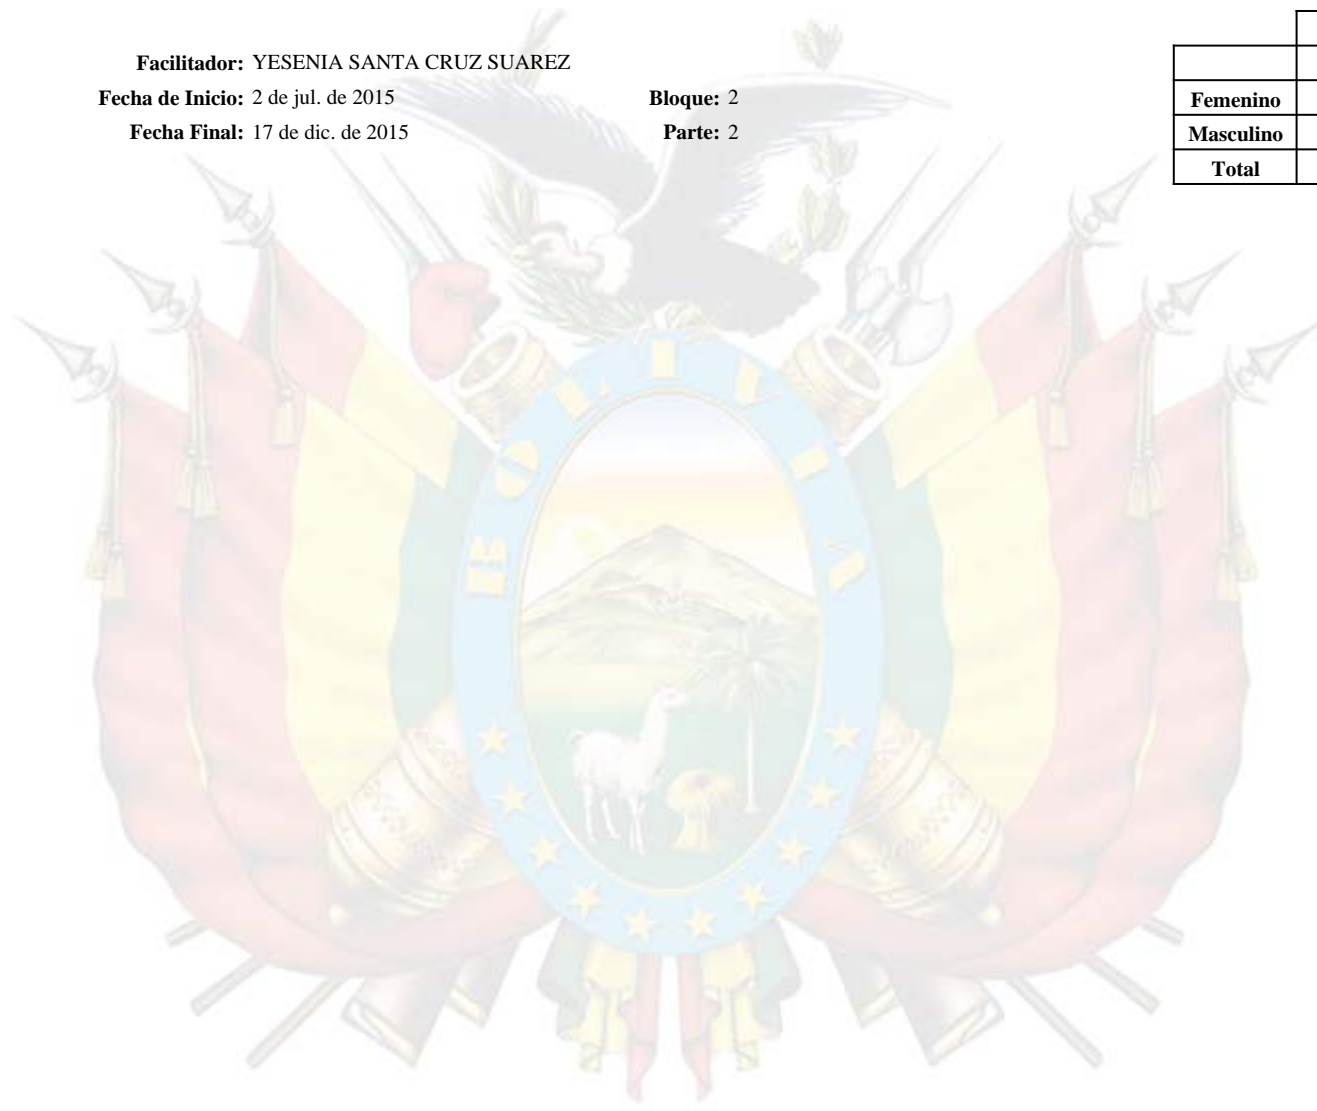 Facilitador: YESENIA SANTA CRUZ SUAREZ
Fecha de Inicio: 2 de jul. de 2015 Bloque: 2
Fecha Final: 17 de dic. de 2015 Parte: 2
Femenino
Masculino
Total
BOLIVIA